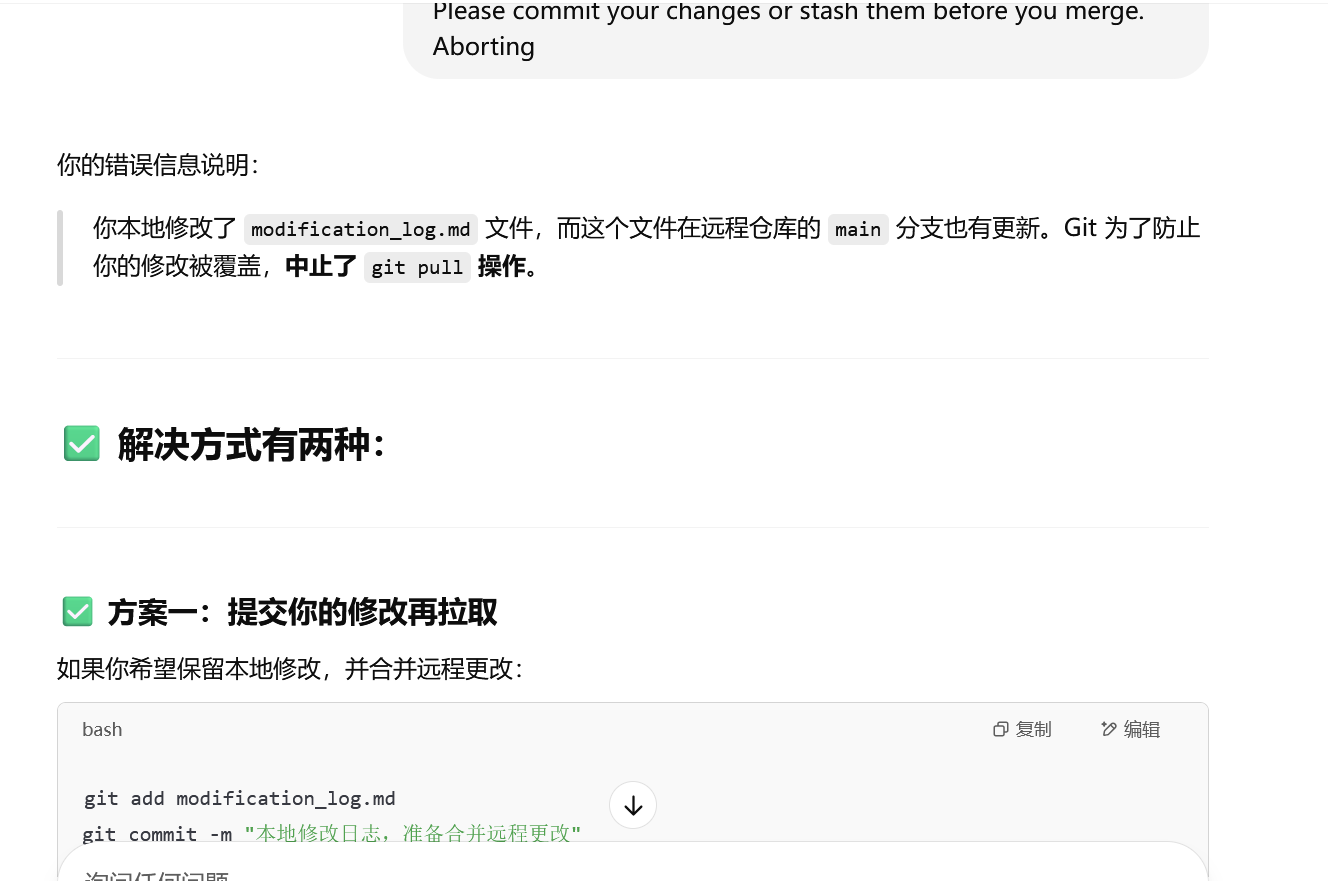 Please commit your changes or stash them before you merge.
Aborting
你的错误信息说明：
你本地修改了 modification_log.md 文件，而这个文件在远程仓库的 main 分支也有更新。Git 为了防止
你的修改被覆盖，中止了 git pull 操作。
✅ 解决方式有两种：
✅ 方案一：提交你的修改再拉取
如果你希望保留本地修改，并合并远程更改：
bash 复制 编辑
git add modification_log.md
git commit -m "本地修改日志，准备合并远程更改"
询问任何问题